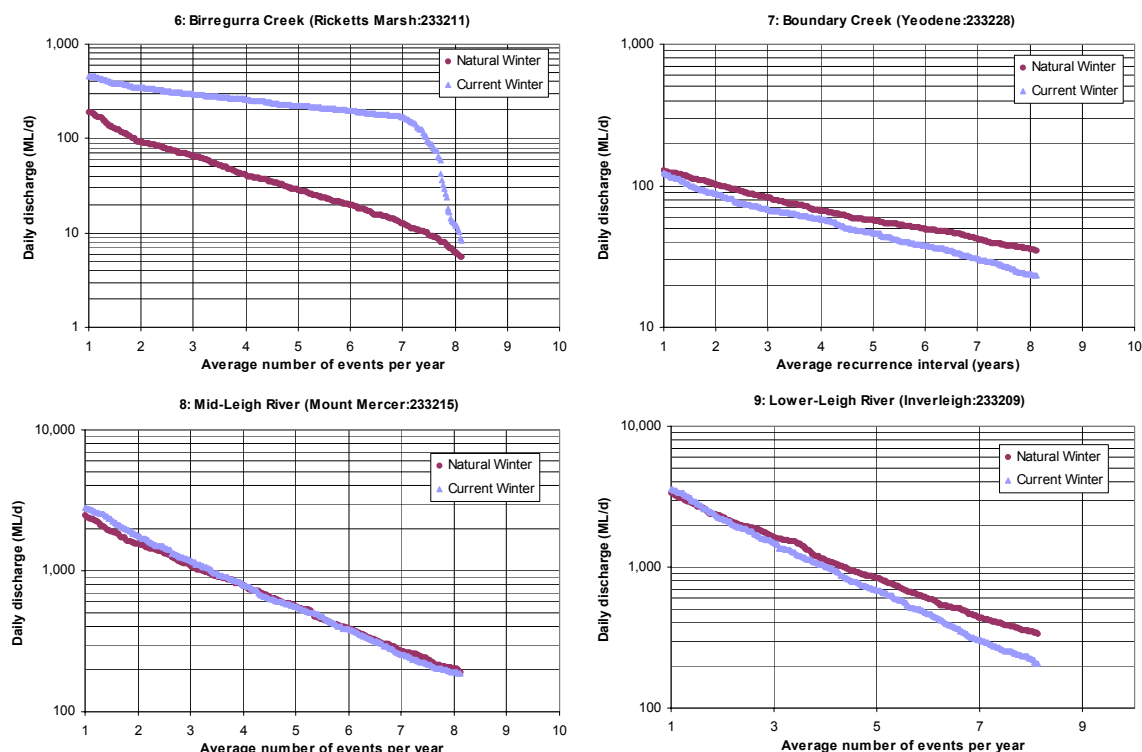 6: Birregurra Creek (Ricketts Marsh:233211)
1,000
100
10
1
Daily discharge (ML/d)
Natural Winter
Current Winter
1 2 3 4 5 6 7 8 9 10
Average number of events per year
7: Boundary Creek (Yeodene:233228)
1,000
100
10
Daily discharge (ML/d)
Natural Winter
Current Winter
1 2 3 4 5 6 7 8 9 10
Average recurrence interval (years)
8: Mid-Leigh River (Mount Mercer:233215)
10,000
1,000
100
Daily discharge (ML/d)
Natural Winter
Current Winter
1 2 3 4 5 6 7 8 9 10
Average number of events per year
9: Lower-Leigh River (Inverleigh:233209)
10,000
1,000
100
Daily discharge (ML/d)
Natural Winter
Current Winter
1 3 5 7 9
Average number of events per year